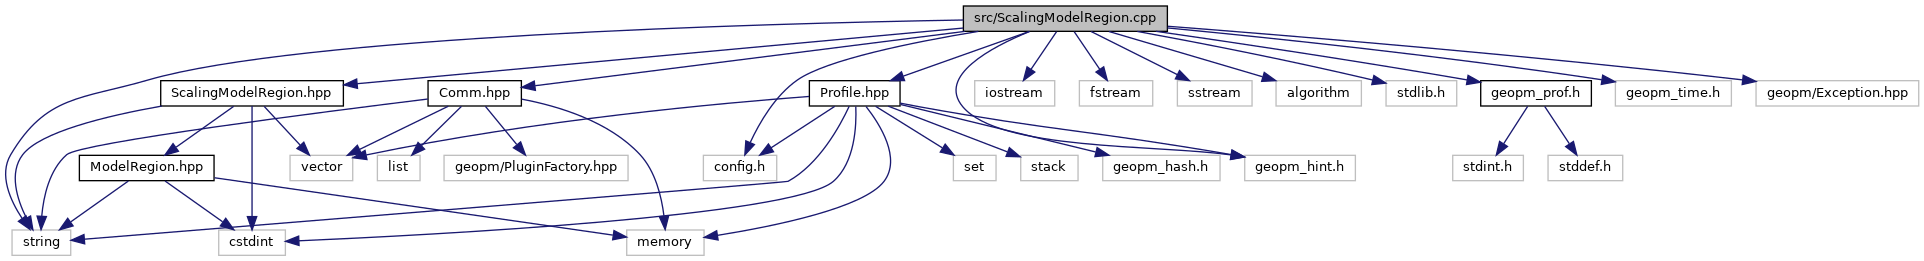 src/ScalingModelRegion.cpp
ScalingModelRegion.hpp
Comm.hpp
Profile.hpp
iostream
fstream
sstream
algorithm
stdlib.h
geopm_prof.h
geopm_time.h
geopm/Exception.hpp
ModelRegion.hpp
vector
list
geopm/PluginFactory.hpp
config.h
set
stack
geopm_hash.h
geopm_hint.h
stdint.h
stddef.h
string
cstdint
memory